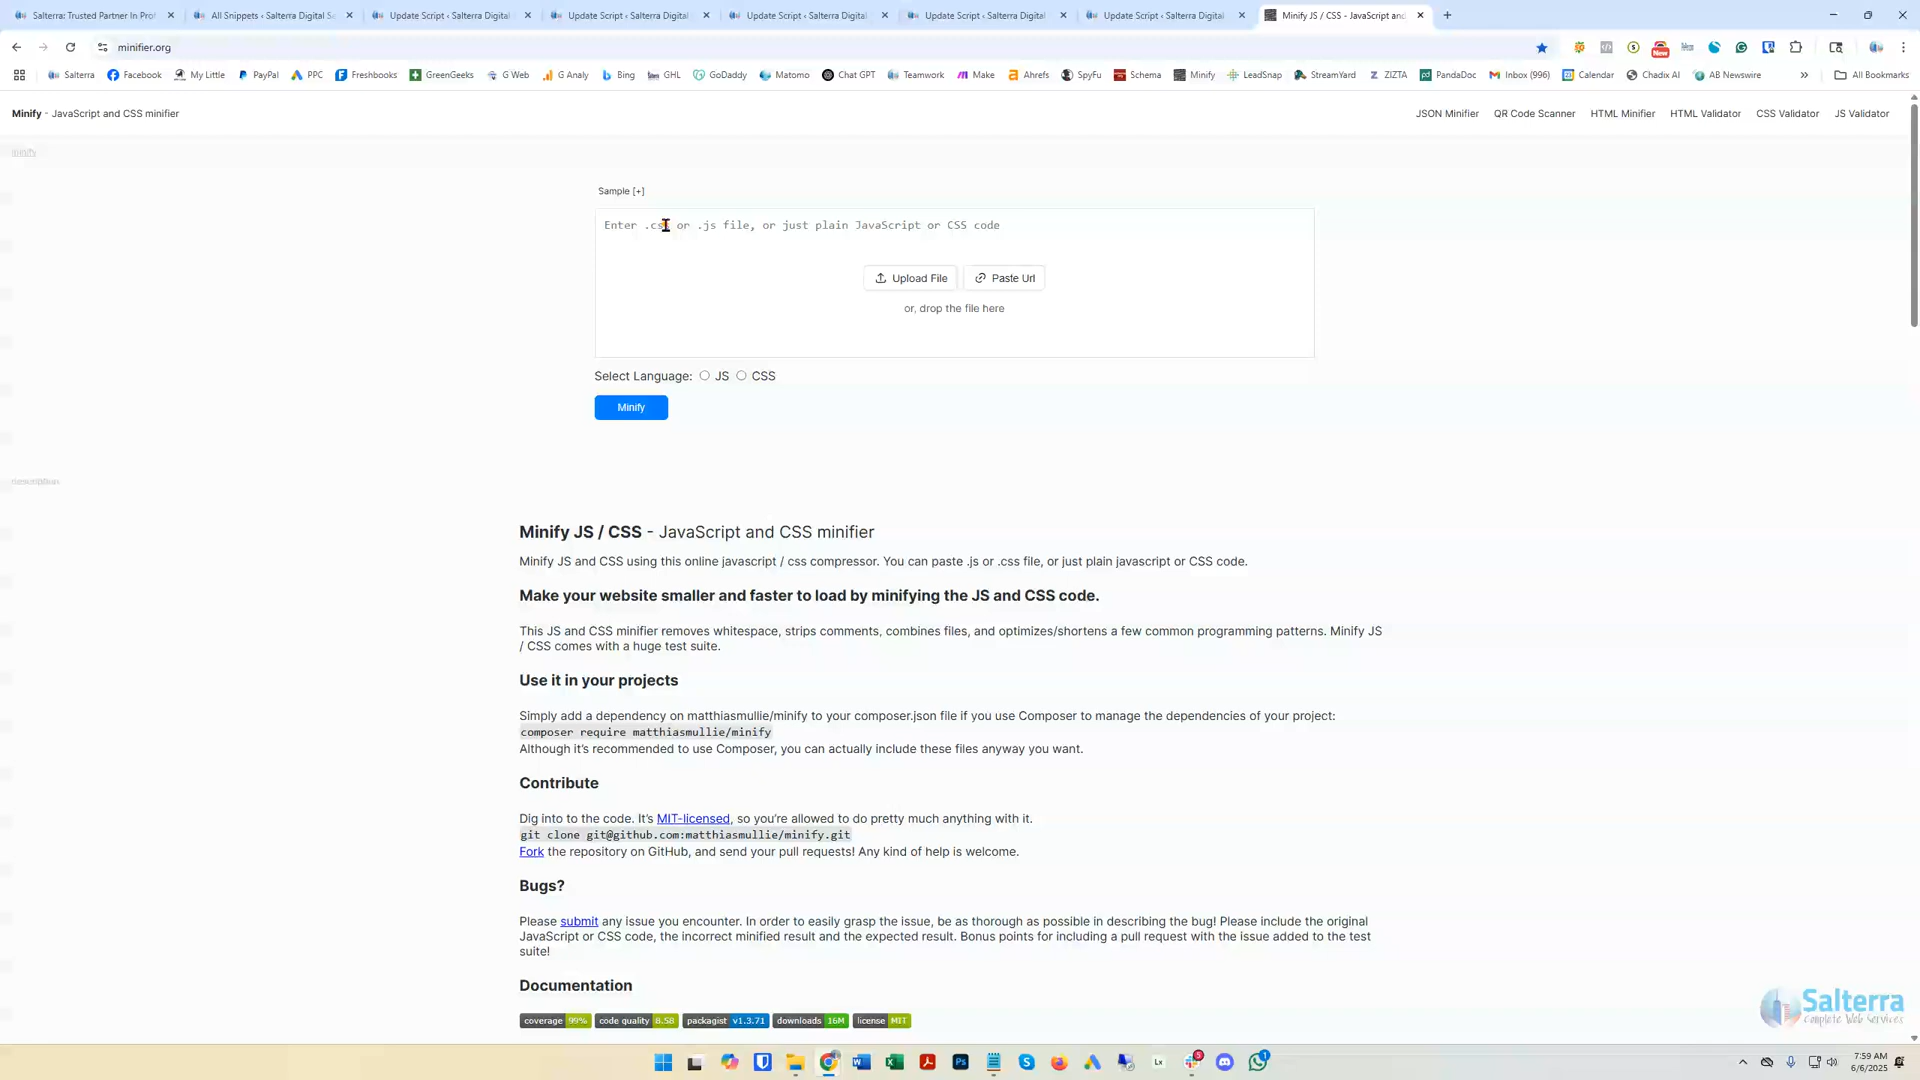 Salterra: Trusted Partner In Prof
All Snippets ‹ Salterra Digital S
Update Script ‹ Salterra Digital
Update Script ‹ Salterra Digital
Update Script ‹ Salterra Digital
Update Script ‹ Salterra Digital
Update Script ‹ Salterra Digital
Minify JS / CSS - JavaScript and
minifier.org
New
Salterra Facebook My Little PayPal PPC Freshbooks GreenGeeks G Web G Analy Bing GHL GoDaddy Matomo Chat GPT Teamwork Make Ahrefs SpyFu Schema Minify LeadSnap StreamYard ZIZTA PandaDoc Inbox (996) Calendar Chadix AI AB Newswire » All Bookmarks
Minify - JavaScript and CSS minifier
JSON Minifier QR Code Scanner HTML Minifier HTML Validator CSS Validator JS Validator
minify
Sample [+]
Enter .css or .js file, or just plain JavaScript or CSS code
Upload File Paste Url
or, drop the file here
Select Language: JS CSS
Minify
description
Minify JS / CSS - JavaScript and CSS minifier
Minify JS and CSS using this online javascript / css compressor. You can paste .js or .css file, or just plain javascript or CSS code.
Make your website smaller and faster to load by minifying the JS and CSS code.
This JS and CSS minifier removes whitespace, strips comments, combines files, and optimizes/shortens a few common programming patterns. Minify JS
/ CSS comes with a huge test suite.
Use it in your projects
Simply add a dependency on matthiasmullie/minify to your composer.json file if you use Composer to manage the dependencies of your project:
composer require matthiasmullie/minify
Although it's recommended to use Composer, you can actually include these files anyway you want.
Contribute
Dig into to the code. It's MIT-licensed, so you're allowed to do pretty much anything with it.
git clone git@github.com:matthiasmullie/minify.git
Fork the repository on GitHub, and send your pull requests! Any kind of help is welcome.
Bugs?
Please submit any issue you encounter. In order to easily grasp the issue, be as thorough as possible in describing the bug! Please include the original
JavaScript or CSS code, the incorrect minified result and the expected result. Bonus points for including a pull request with the issue added to the test
suite!
Documentation
coverage 99% code quality 8.58 packagist v1.3.71 downloads 16M license MIT
Salterra
Complete Web Services
Lx
7:59 AM
6/6/2025